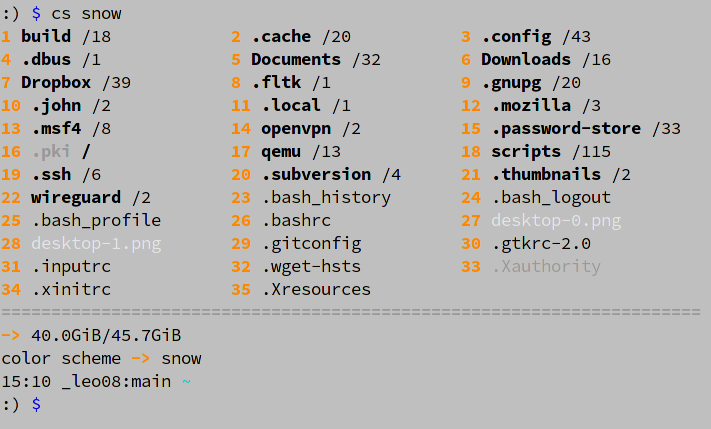 :) $ cs snow
1 build /18 2 .cache /20 3 .config /43
4 .dbus /1 5 Documents /32 6 Downloads /16
7 Dropbox /39 8 .fltk /1 9 .gnupg /20
10 .john /2 11 .local /1 12 .mozilla /3
13 .msf4 /8 14 openvpn /2 15 .password-store /33
16 .pki / 17 qemu /13 18 scripts /115
19 .ssh /6 20 .subversion /4 21 .thumbnails /2
22 wireguard /2 23 .bash_history 24 .bash_logout
25 .bash_profile 26 .bashrc 27 desktop-0.png
28 desktop-1.png 29 .gitconfig 30 .gtkrc-2.0
31 .inputrc 32 .wget-hsts 33 .Xauthority
34 .xinitrc 35 .Xresources
======================================================================
-> 40.0GiB/45.7GiB
color scheme -> snow
15:10 _leo08:main ~
:) $